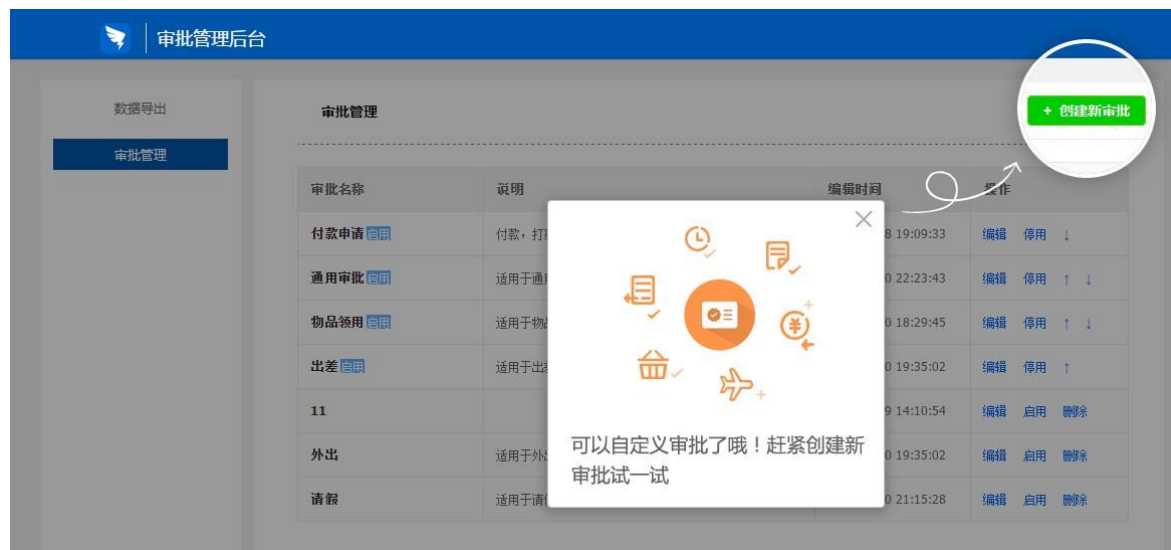 审批管理后台
+ 创建新审批
数据导出
审批管理
审批管理
审批名称 说明 编辑时间 操作
付款申请 启用 付款，打 8 19:09:33 编辑 停用 ↓
通用审批 启用 适用于通 0 22:23:43 编辑 停用 ↑ ↓
物品领用 启用 适用于物 0 18:29:45 编辑 停用 ↑ ↓
出差 启用 适用于出 0 19:35:02 编辑 停用 ↑
11 9 14:10:54 编辑 启用 删除
外出 适用于外 0 19:35:02 编辑 启用 删除
请假 适用于请 0 21:15:28 编辑 启用 删除
可以自定义审批了哦！赶紧创建新
审批试一试